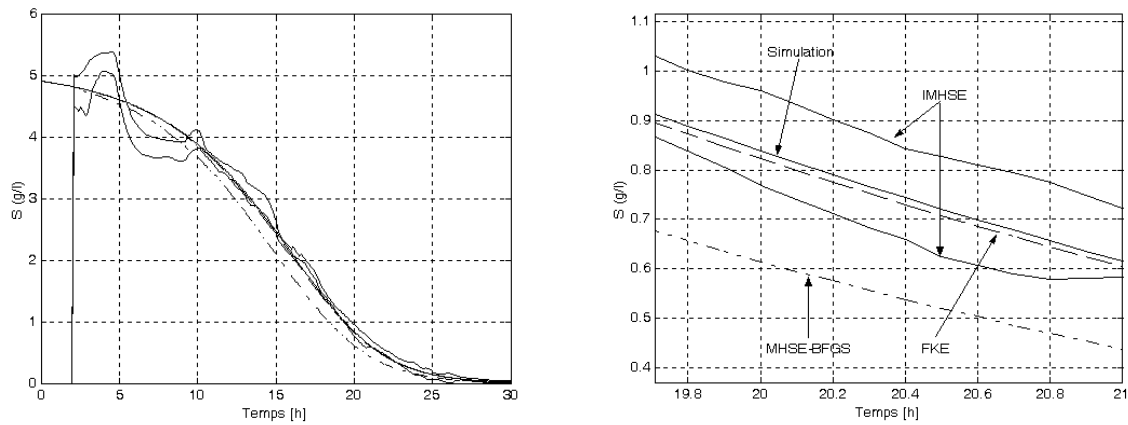 6
5
4
3
2
1
0
S (g/l)
0 5 10 15 20 25 30
Temps [h]
1.1
1
0.9
0.8
0.7
0.6
0.5
0.4
S (g/l)
Simulation
IMHSE
MHSE-BFGS
FKE
19.8 20 20.2 20.4 20.6 20.8 21
Temps [h]